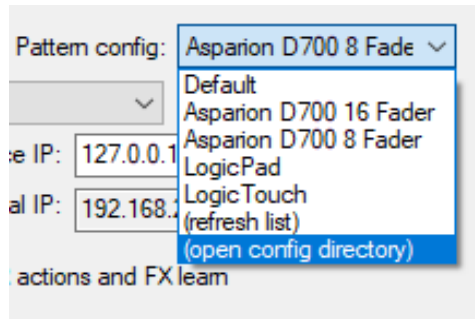 Pattern config: Asparion D700 8 Fade
Default
Asparion D700 16 Fader
Asparion D700 8 Fader
ce IP: 127.0.0.1
LogicPad
LogicTouch
al IP: 192.168.
(refresh list)
(open config directory)
actions and FX learn